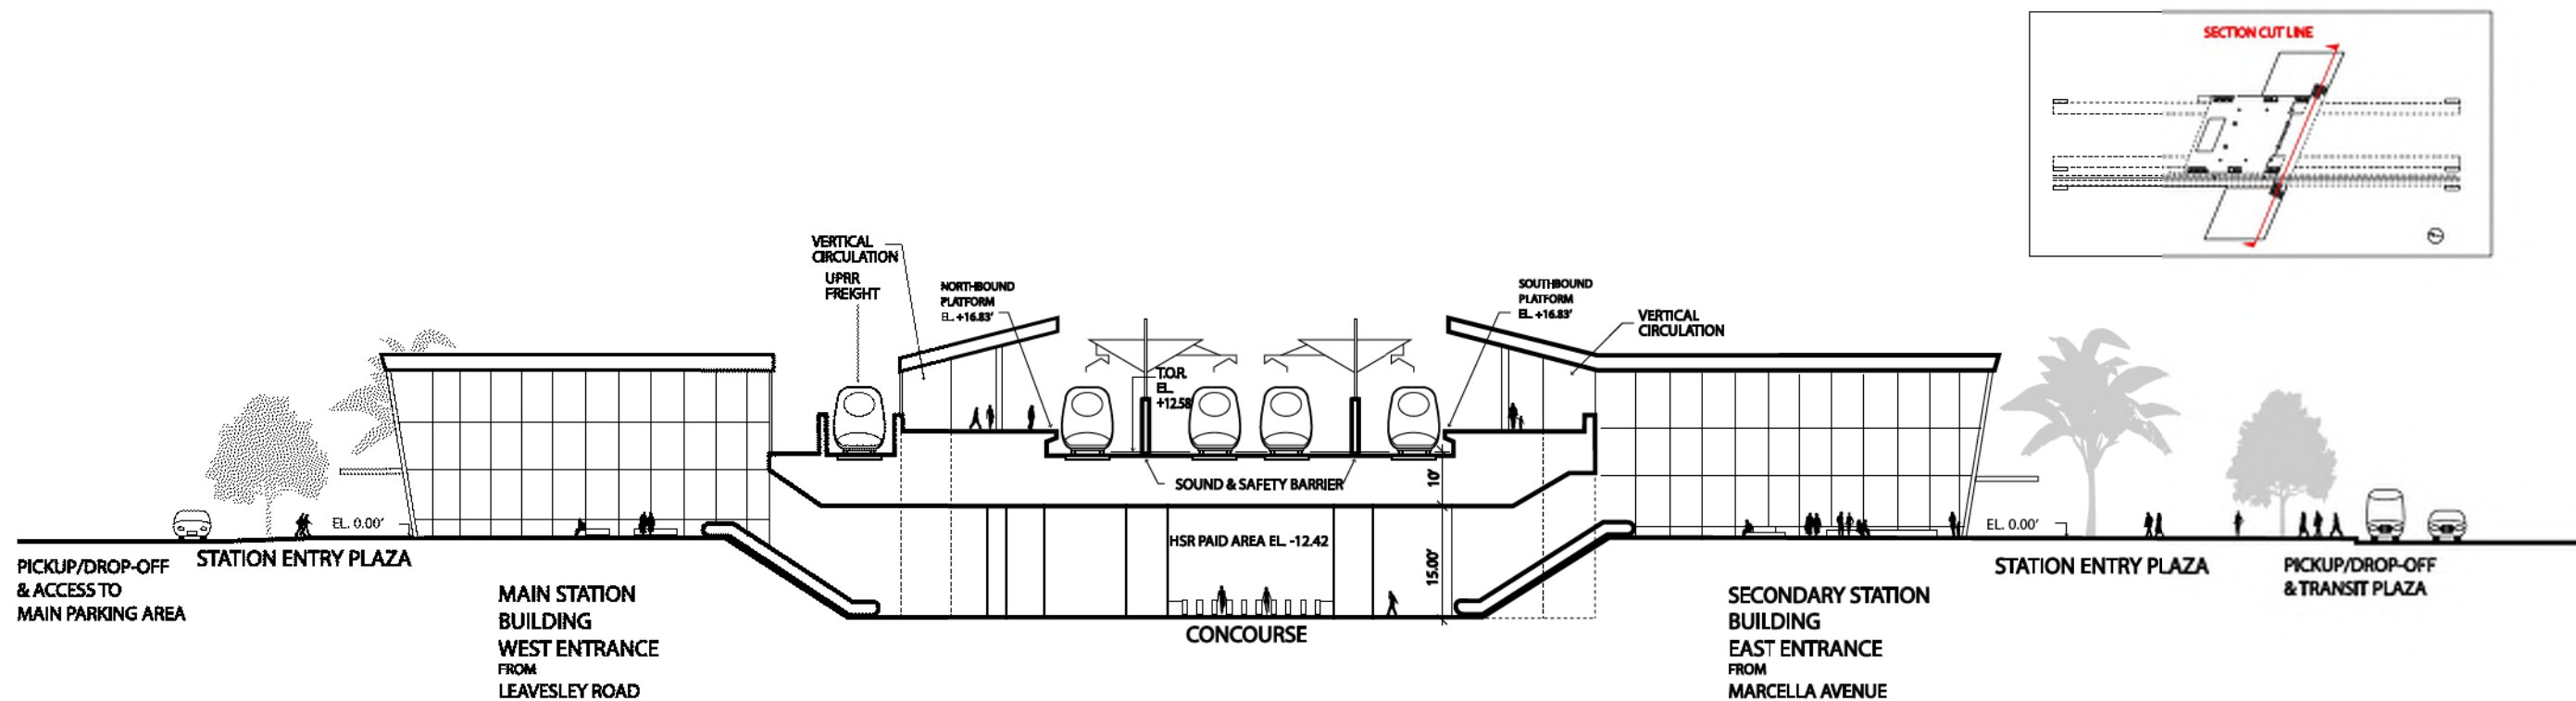 SECTION CUT LINE
VERTICAL
CIRCULATION
UPRR
FREIGHT
NORTHBOUND
PLATFORM
EL. +16.83'
SOUTHBOUND
PLATFORM
EL. +16.83'
VERTICAL
CIRCULATION
T.O.R.
EL.
+12.58'
SOUND & SAFETY BARRIER
10'
EL. 0.00'
EL. 0.00'
HSR PAID AREA EL. -12.42
15.00'
PICKUP/DROP-OFF
& ACCESS TO
MAIN PARKING AREA
STATION ENTRY PLAZA
MAIN STATION
BUILDING
WEST ENTRANCE
FROM
LEAVESLEY ROAD
CONCOURSE
SECONDARY STATION
BUILDING
EAST ENTRANCE
FROM
MARCELLA AVENUE
STATION ENTRY PLAZA
PICKUP/DROP-OFF
& TRANSIT PLAZA